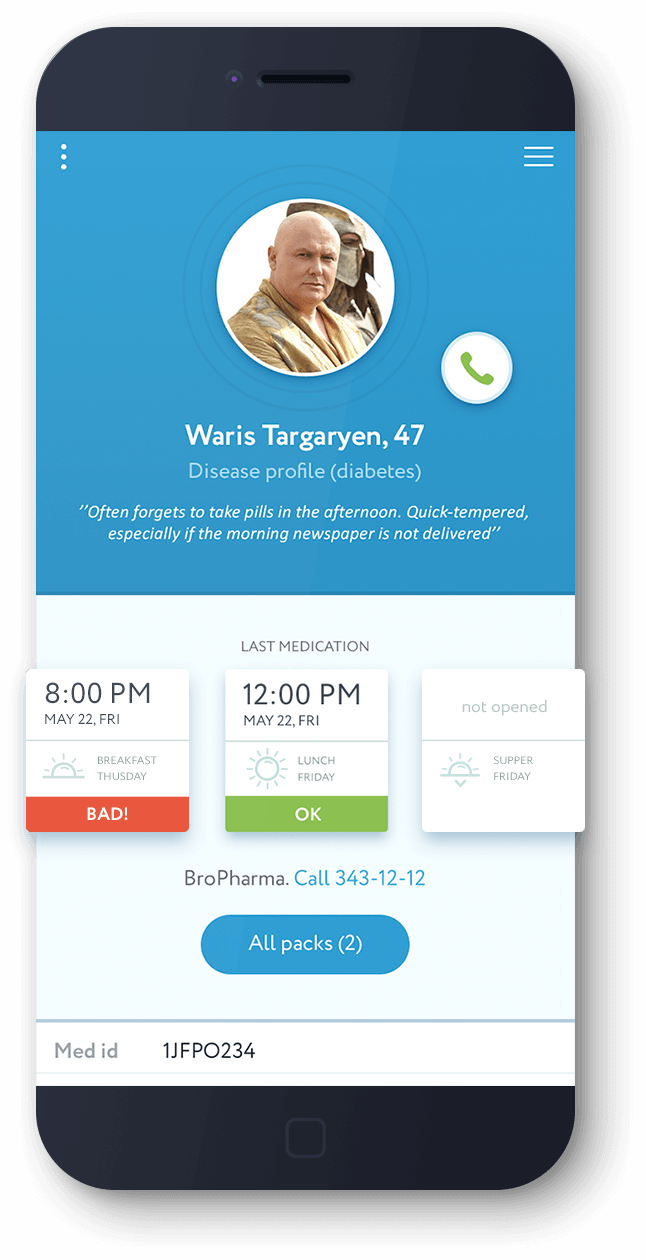 Waris Targaryen, 47
Disease profile (diabetes)
’’Often forgets to take pills in the afternoon. Quick-tempered,
especially if the morning newspaper is not delivered’’
LAST MEDICATION
8:00 PM
MAY 22, FRI
BREAKFAST
THUSDAY
BAD!
12:00 PM
MAY 22, FRI
LUNCH
FRIDAY
OK
not opened
SUPPER
FRIDAY
BroPharma. Call 343-12-12
All packs (2)
Med id 1JFPO234